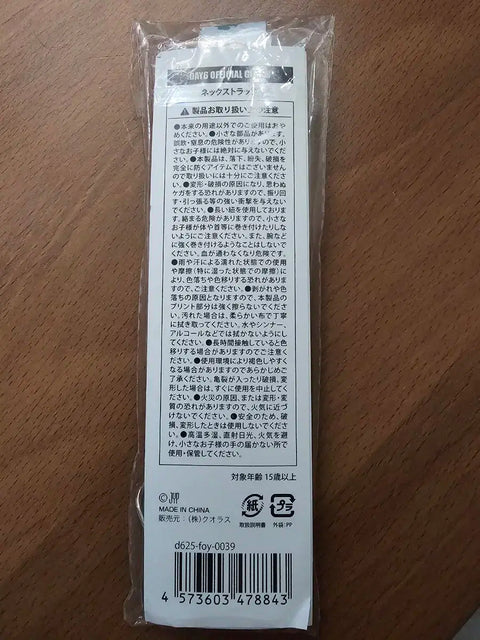 DAY6 OFFICIAL
ネックストラップ
製品お取り扱い上の注意
●本来の用途以外でのご使用はおや
めください。●小さな部品があります。
誤飲・窒息の危険性がありますので、小
さなお子様には絶対に与えないでくだ
さい。●本製品は、落下、紛失、破損を
完全に防ぐアイテムではございません
ので取り扱いには十分にご注意くださ
い。●変形・破損の原因になり、思わぬ
ケガをする恐れがありますので、振り回
す・引っ張る等の強い衝撃を与えない
でください。●長い紐を使用しておりま
す。絡まる危険がありますので、小さな
お子様が体や首等に巻き付けたりしな
いようにご注意ください。また、腕など
に強く巻き付けるようなことはしないで
ください。血が通わなくなり危険です。
●雨や汗による濡れた状態での使用
や摩擦(特に湿った状態での摩擦)に
より、色落ちや色移りする恐れがあり
ますので、ご注意ください。●剥がれや色
落ちの原因となりますので、本製品の
プリント部分は強く擦らないでくださ
い。汚れた場合は、柔らかい布で丁寧
に拭き取ってください。水やシンナー、
アルコールなどでは拭かないようにし
てください。●長時間接触していると色
移りする場合がありますのでご注意く
ださい。●使用環境により褪色しやすく
なる場合がありますのであらかじめご
了承ください。亀裂が入ったり破損、変
形した場合は、すぐに使用を中止してく
ださい。●火災の原因、または変形・変
質の恐れがありますので、火気に近づ
けないでください。●安全のため、破
損、変形したときは使用しないでくださ
い。●高温多湿、直射日光、火気を避
け、小さなお子様の手の届かない所で
使用・保管してください。
対象年齢 15歳以上
© JYP
MADE IN CHINA
販売元:(株)クオラス
紙
取扱説明書
プラ
外袋:PP
d625-foy-0039
4 573603 478843